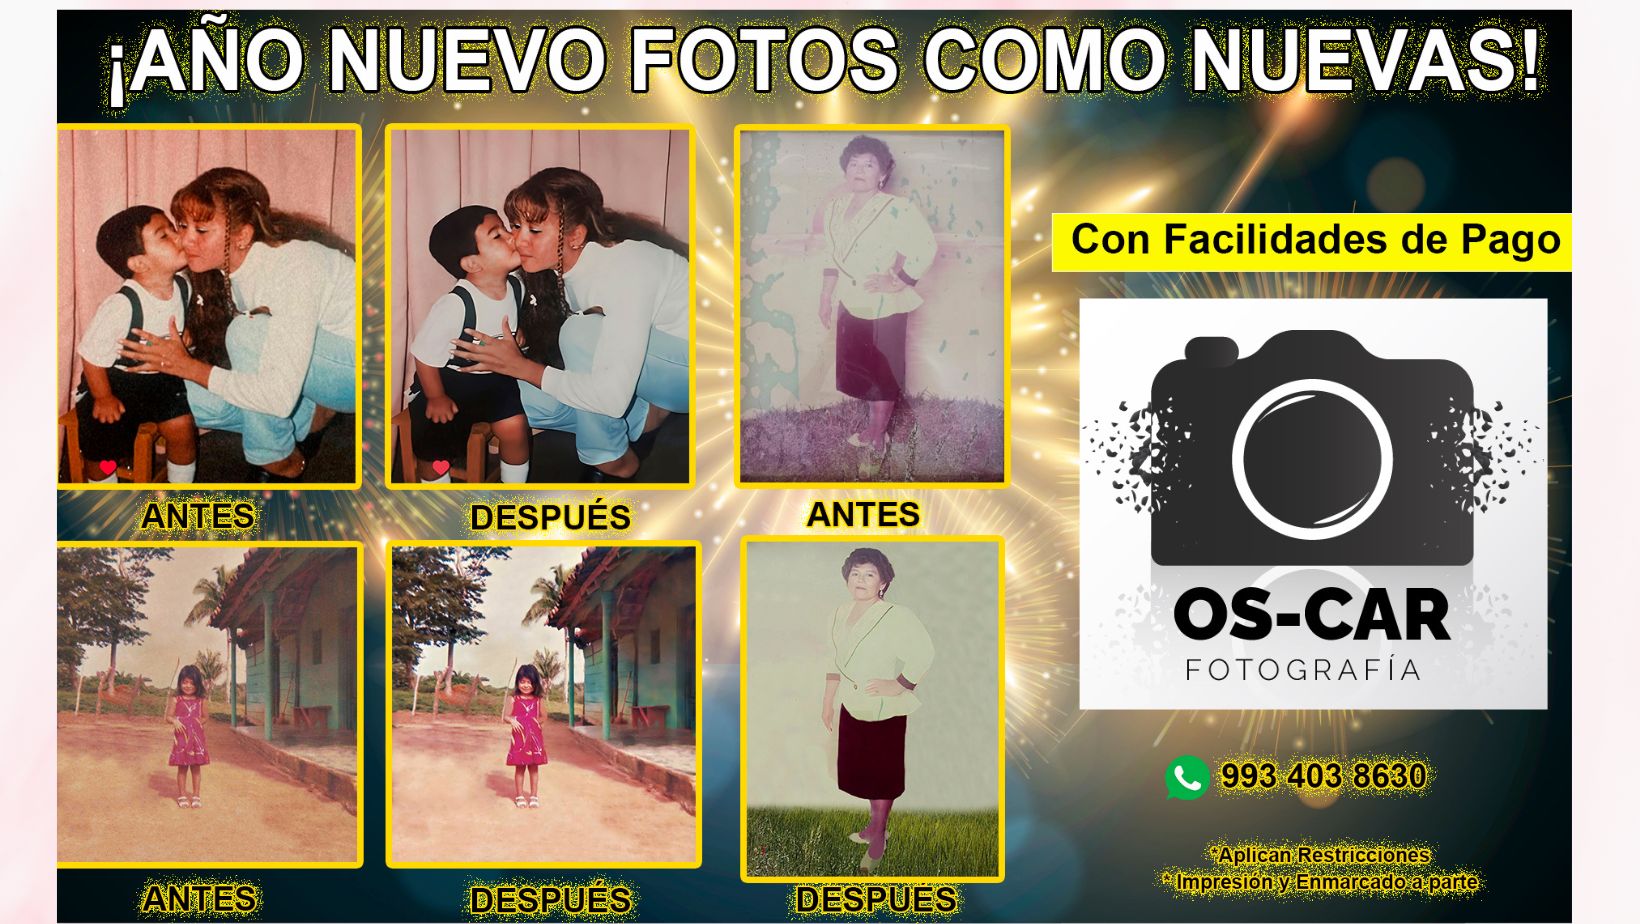 ¡AÑO NUEVO FOTOS COMO NUEVAS!
Con Facilidades de Pago
ANTES
DESPUÉS
ANTES
OS-CAR
FOTOGRAFÍA
993 403 8630
*Aplican Restricciones
* Impresión y Enmarcado a parte
ANTES
DESPUÉS
DESPUÉS